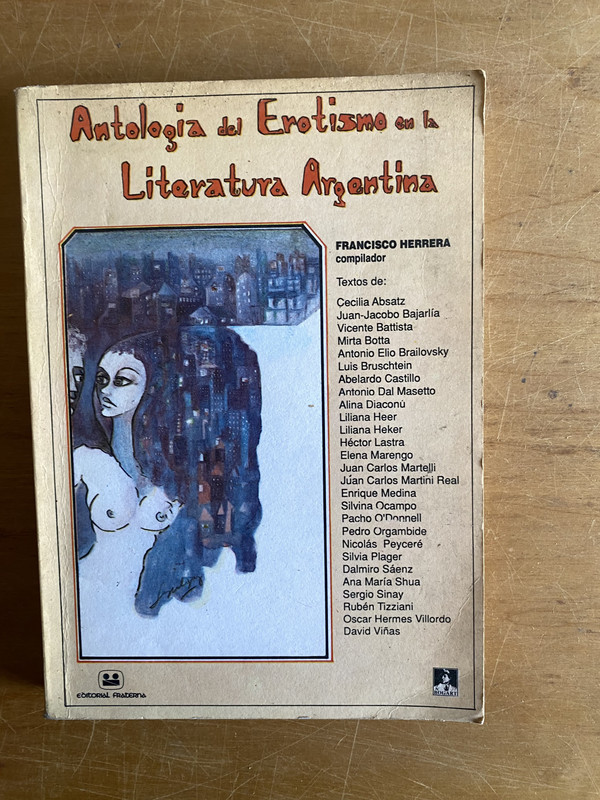 Antologia del Erotismo en la
Literatura Argentina
FRANCISCO HERRERA
compilador
Textos de:
Cecilia Absatz
Juan-Jacobo Bajarlía
Vicente Battista
Mirta Botta
Antonio Elio Brailovsky
Luis Bruschtein
Abelardo Castillo
Antonio Dal Masetto
Alina Diaconú
Liliana Heer
Liliana Heker
Héctor Lastra
Elena Marengo
Juan Carlos Martelli
Juan Carlos Martini Real
Enrique Medina
Silvina Ocampo
Pacho O'Donnell
Pedro Orgambide
Nicolás Peyceré
Silvia Plager
Dalmiro Sáenz
Ana María Shua
Sergio Sinay
Rubén Tizziani
Oscar Hermes Villordo
David Viñas
EDITORIAL FRATERNA
BOGART